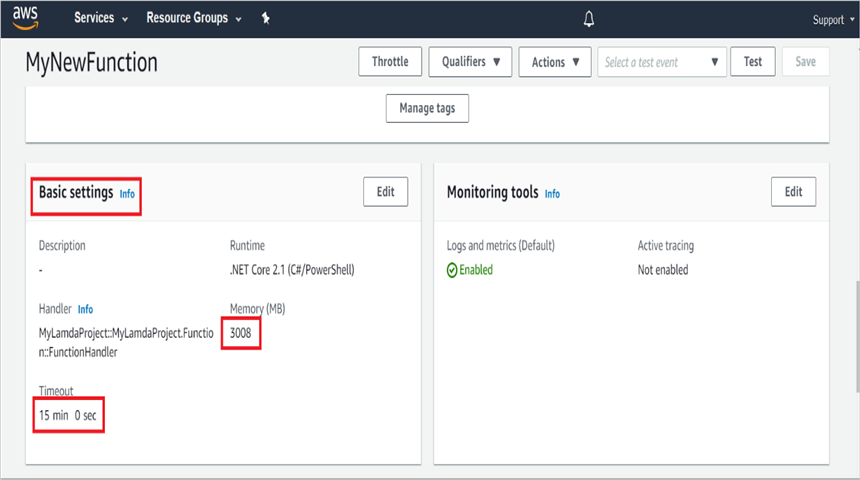 aws
Services
Resource Groups
Support
MyNewFunction
Throttle
Qualifiers
Actions
Select a test event
Test
Save
Manage tags
Basic settings Info
Edit
Description
-
Runtime
.NET Core 2.1 (C#/PowerShell)
Handler Info
MyLamdaProject::MyLamdaProject.Functio
n::FunctionHandler
Memory (MB)
3008
Timeout
15 min 0 sec
Monitoring tools Info
Edit
Logs and metrics (Default)
Enabled
Active tracing
Not enabled